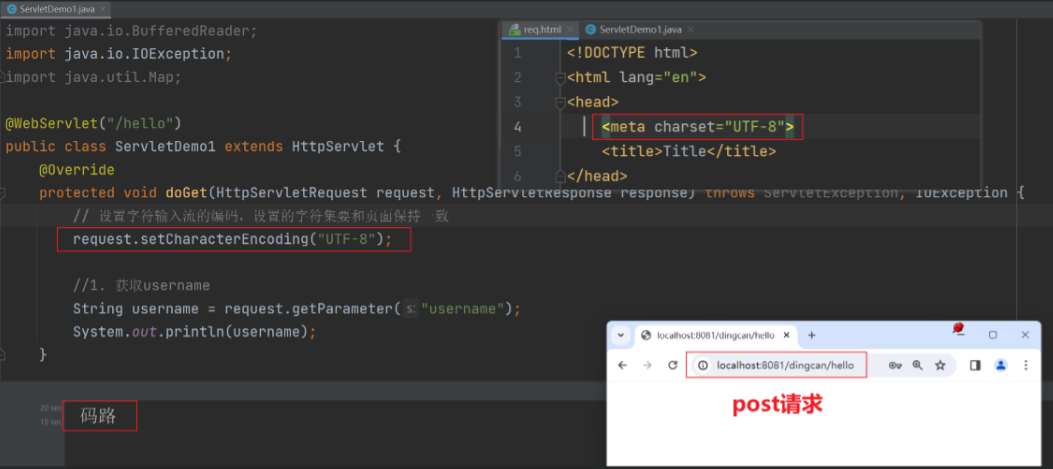 ServletDemo1.java
import java.io.BufferedReader;
import java.io.IOException;
import java.util.Map;
@WebServlet("/hello")
public class ServletDemo1 extends HttpServlet {
@Override
protected void doGet(HttpServletRequest request, HttpServletResponse response) throws ServletException, IOException {
// 设置字符输入流的编码，设置的字符集要和页面保持一致
request.setCharacterEncoding("UTF-8");
//1. 获取username
String username = request.getParameter( s: "username");
System.out.println(username);
}
req.html
ServletDemo1.java
1 <!DOCTYPE html>
2 <html lang="en">
3 <head>
4 <meta charset="UTF-8">
5 <title>Title</title>
6 </head>
20 sec
16 sec
码路
localhost:8081/dingcan/hello
localhost:8081/dingcan/hello
post请求